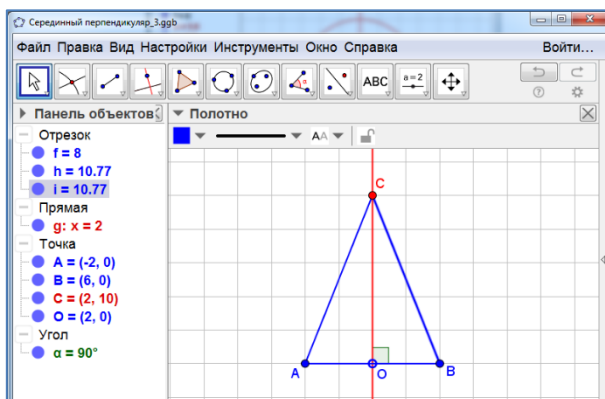 Серединый перпендикуляр_3.ggb
Файл Правка Вид Настройки Инструменты Окно Справка Войти...
ABC a=2
Панель объектов
Полотно
AA
Отрезок
f = 8
h = 10.77
i = 10.77
Прямая
g: x = 2
Точка
A = (-2, 0)
B = (6, 0)
C = (2, 10)
O = (2, 0)
Угол
α = 90°
C
A O B